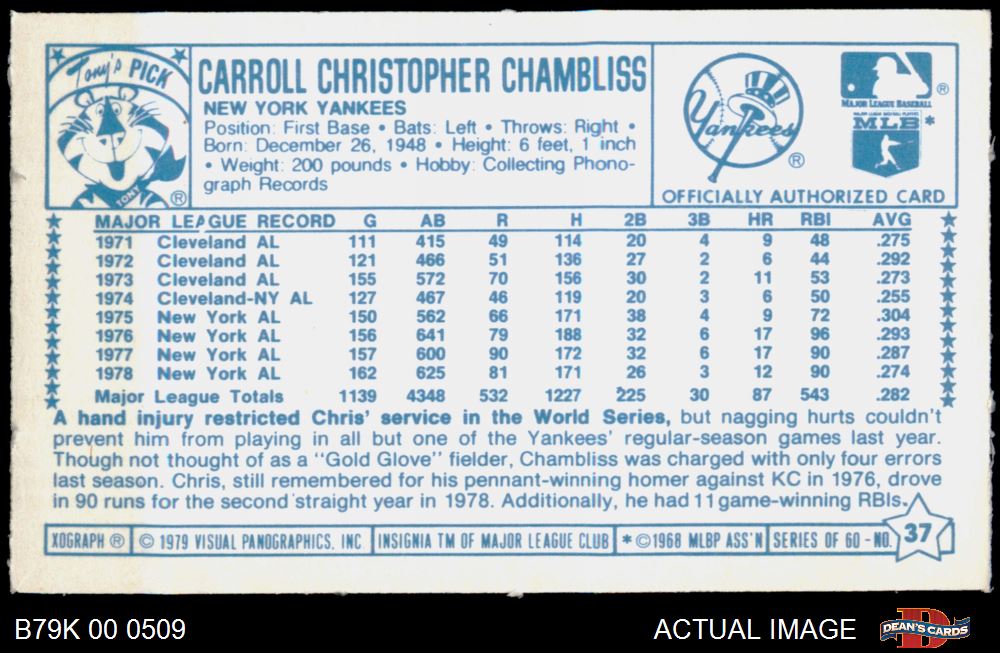 Tony's PICK
TONY
®
CARROLL CHRISTOPHER CHAMBLISS
NEW YORK YANKEES
Position: First Base • Bats: Left • Throws: Right •
Born: December 26, 1948 • Height: 6 feet, 1 inch
• Weight: 200 pounds • Hobby: Collecting Phono-
graph Records
Yankees
®
MAJOR LEAGUE BASEBALL ®
MAJOR LEAGUE BASEBALL PLAYERS
MLB *
OFFICIALLY AUTHORIZED CARD
MAJOR LEAGUE RECORD G AB R H 2B 3B HR RBI AVG
1971 Cleveland AL 111 415 49 114 20 4 9 48 .275
1972 Cleveland AL 121 466 51 136 27 2 6 44 .292
1973 Cleveland AL 155 572 70 156 30 2 11 53 .273
1974 Cleveland-NY AL 127 467 46 119 20 3 6 50 .255
1975 New York AL 150 562 66 171 38 4 9 72 .304
1976 New York AL 156 641 79 188 32 6 17 96 .293
1977 New York AL 157 600 90 172 32 6 17 90 .287
1978 New York AL 162 625 81 171 26 3 12 90 .274
Major League Totals 1139 4348 532 1227 225 30 87 543 .282
A hand injury restricted Chris' service in the World Series, but nagging hurts couldn't
prevent him from playing in all but one of the Yankees' regular-season games last year.
Though not thought of as a "Gold Glove" fielder, Chambliss was charged with only four errors
last season. Chris, still remembered for his pennant-winning homer against KC in 1976, drove
in 90 runs for the second straight year in 1978. Additionally, he had 11 game-winning RBIs.
XOGRAPH ® © 1979 VISUAL PANOGRAPHICS, INC INSIGNIA TM OF MAJOR LEAGUE CLUB * © 1968 MLBP ASS'N SERIES OF 60 - NO. 37
B79K 00 0509 ACTUAL IMAGE D DEAN'S CARDS